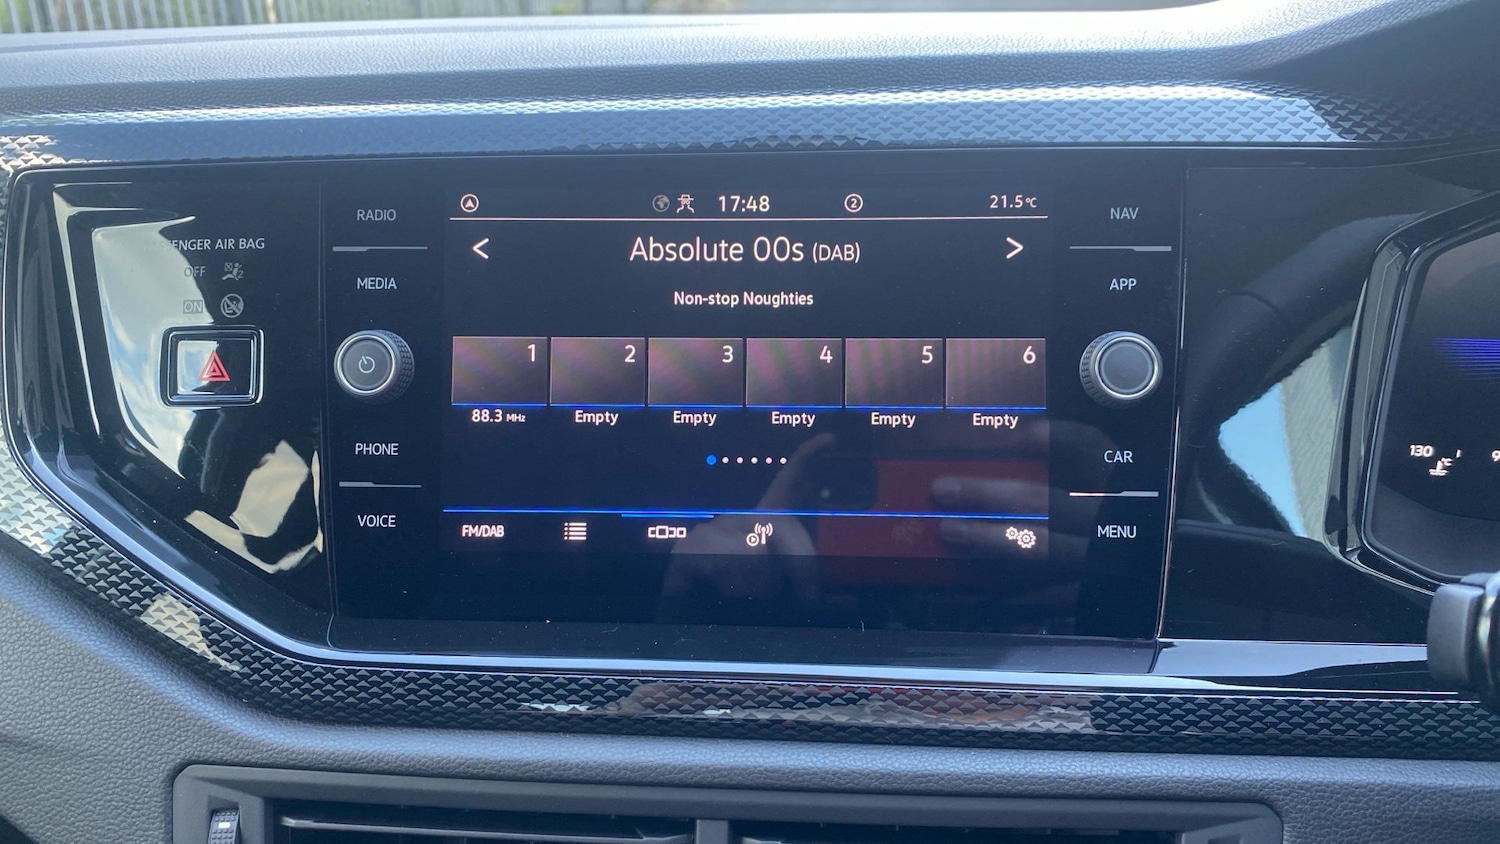 RADIO
MEDIA
PHONE
VOICE
ENGER AIR BAG
OFF
ON
17:48
2
21.5°C
< Absolute 00s (DAB) >
Non-stop Noughties
1 2 3 4 5 6
88.3 MHz Empty Empty Empty Empty Empty
FM/DAB
NAV
APP
CAR
MENU
130
°C
9